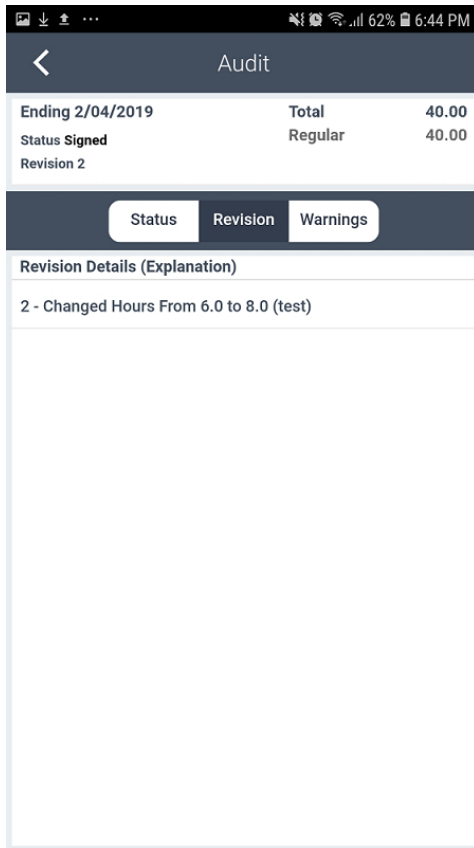 62% 6:44 PM
Audit
Ending 2/04/2019 Total 40.00
Status Signed Regular 40.00
Revision 2
Status Revision Warnings
Revision Details (Explanation)
2 - Changed Hours From 6.0 to 8.0 (test)